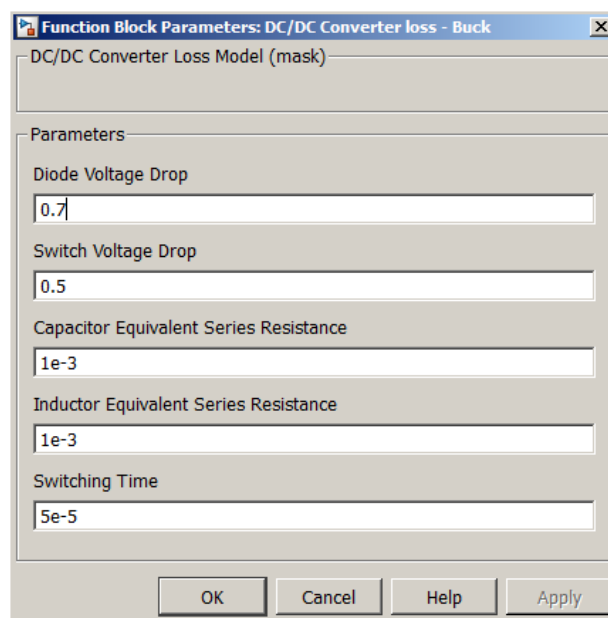 Function Block Parameters: DC/DC Converter loss - Buck
DC/DC Converter Loss Model (mask)
Parameters
Diode Voltage Drop
0.7
Switch Voltage Drop
0.5
Capacitor Equivalent Series Resistance
1e-3
Inductor Equivalent Series Resistance
1e-3
Switching Time
5e-5
OK Cancel Help Apply